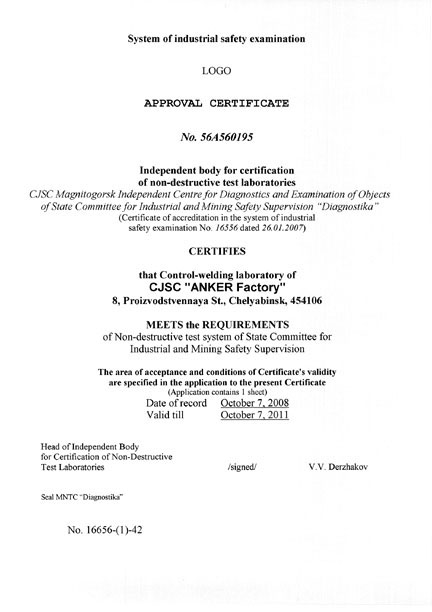 System of industrial safety examination
LOGO
APPROVAL CERTIFICATE
No. 56A560195
Independent body for certification
of non-destructive test laboratories
CJSC Magnitogorsk Independent Centre for Diagnostics and Examination of Objects
of State Committee for Industrial and Mining Safety Supervision "Diagnostika"
(Certificate of accreditation in the system of industrial
safety examination No. 16556 dated 26.01.2007)
CERTIFIES
that Control-welding laboratory of
CJSC "ANKER Factory"
8, Proizvodstvennaya St., Chelyabinsk, 454106
MEETS the REQUIREMENTS
of Non-destructive test system of State Committee for
Industrial and Mining Safety Supervision
The area of acceptance and conditions of Certificate's validity
are specified in the application to the present Certificate
(Application contains 1 sheet)
Date of record October 7, 2008
Valid till October 7, 2011
Head of Independent Body
for Certification of Non-Destructive
Test Laboratories /signed/ V.V. Derzhakov
Seal MNTC "Diagnostika"
No. 16656-(1)-42